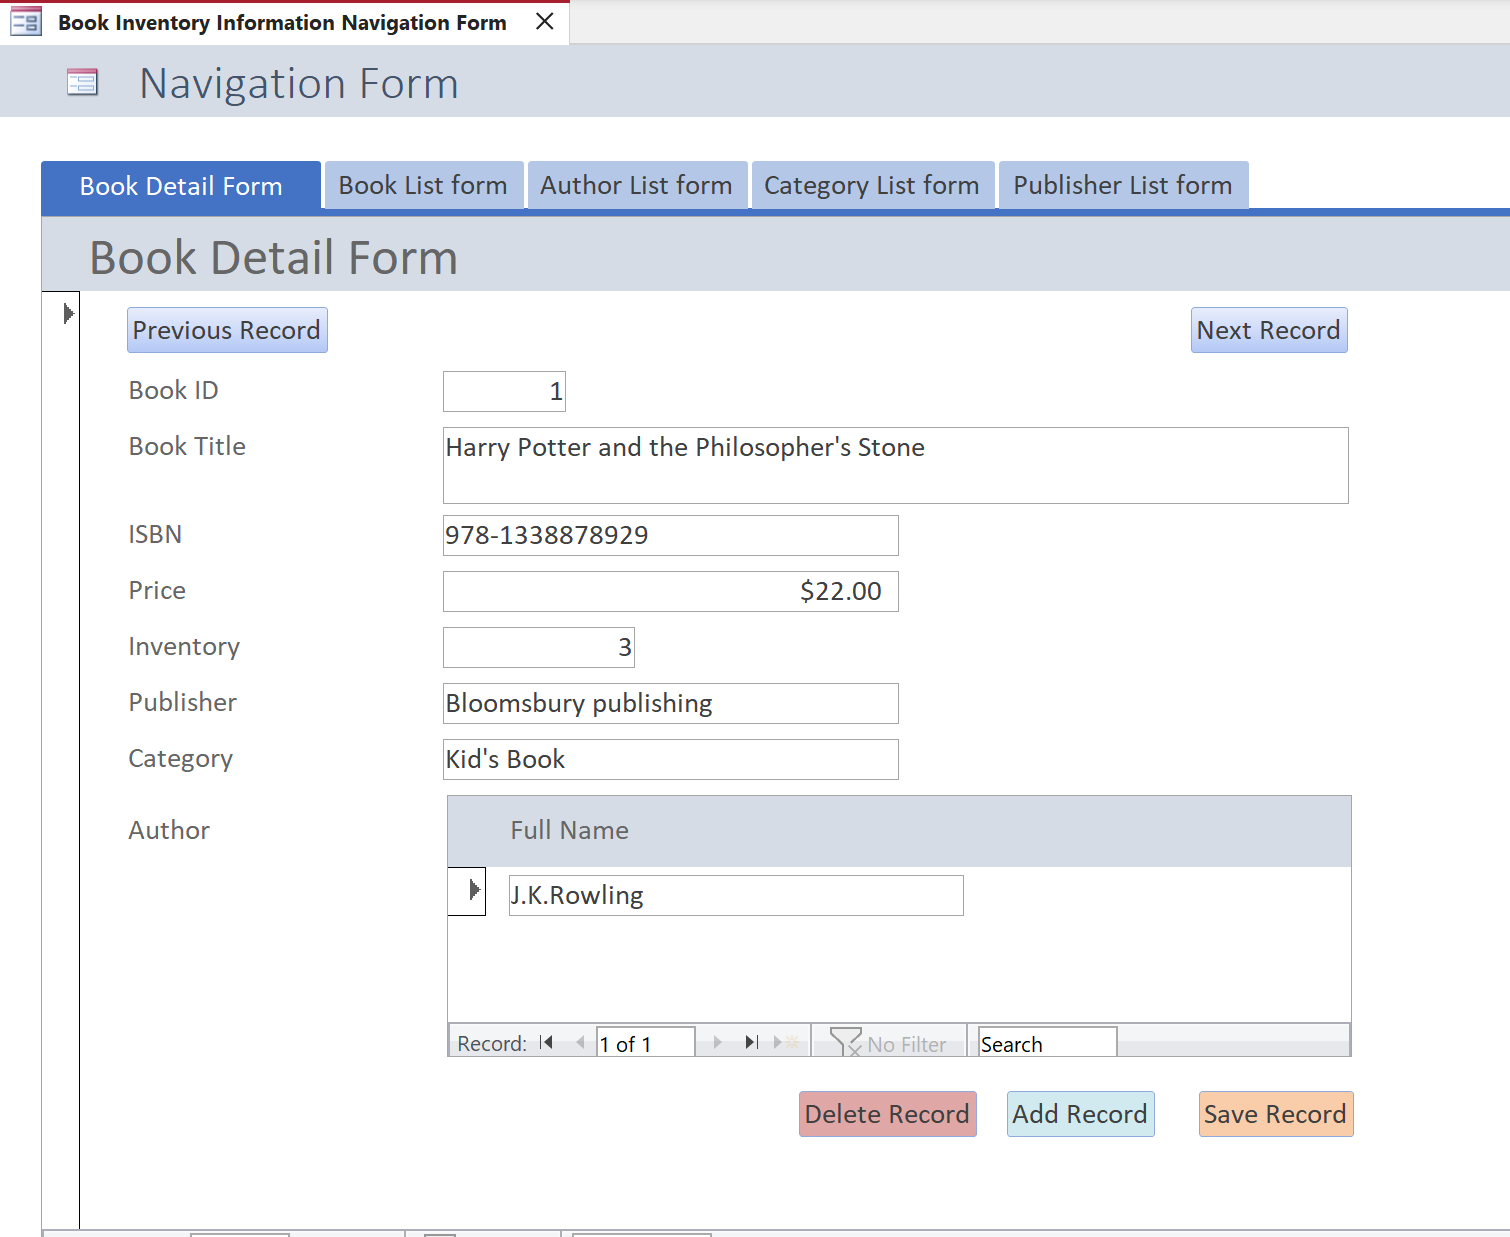 Book Inventory Information Navigation Form
Navigation Form
Book Detail Form Book List form Author List form Category List form Publisher List form
Book Detail Form
Previous Record Next Record
Book ID 1
Book Title Harry Potter and the Philosopher's Stone
ISBN 978-1338878929
Price $22.00
Inventory 3
Publisher Bloomsbury publishing
Category Kid's Book
Author Full Name
J.K.Rowling
Record: 1 of 1 No Filter Search
Delete Record Add Record Save Record